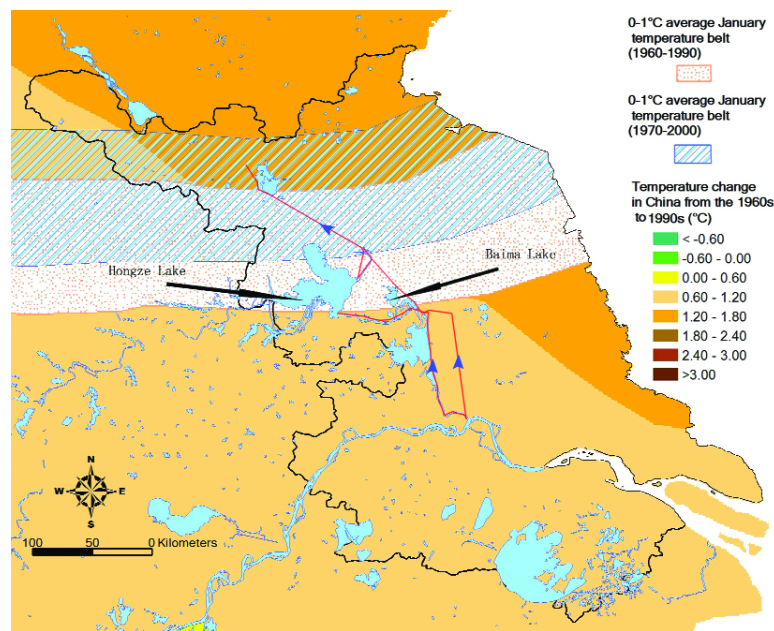 0-1°C average January
temperature belt
(1960-1990)
0-1°C average January
temperature belt
(1970-2000)
Temperature change
in China from the 1960s
to 1990s (°C)
< -0.60
-0.60 - 0.00
0.00 - 0.60
0.60 - 1.20
1.20 - 1.80
1.80 - 2.40
2.40 - 3.00
>3.00
Hongze Lake
Baima Lake
N
W E
S
100 50 0 Kilometers